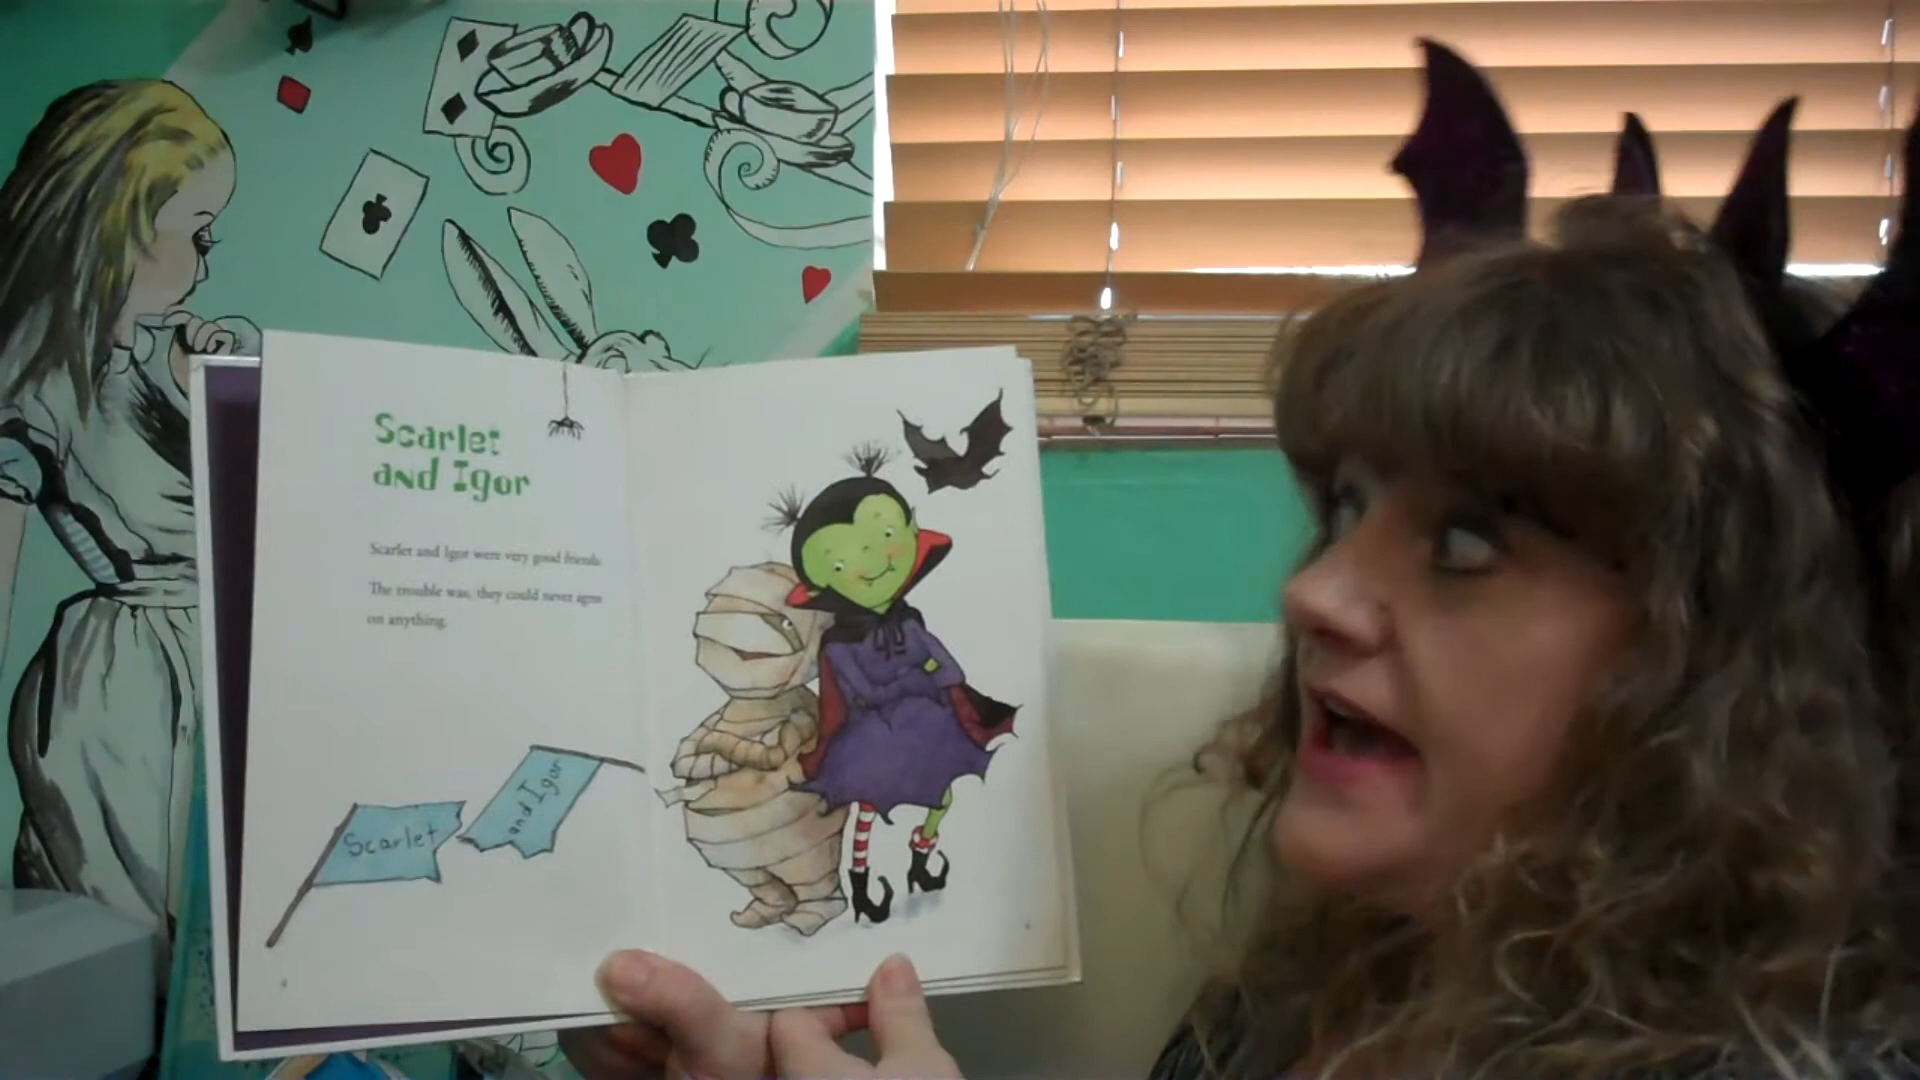 Scarlet
and Igor
Scarlet and Igor were very good friends.
The trouble was, they could never agree
on anything.
Scarlet
and Igor